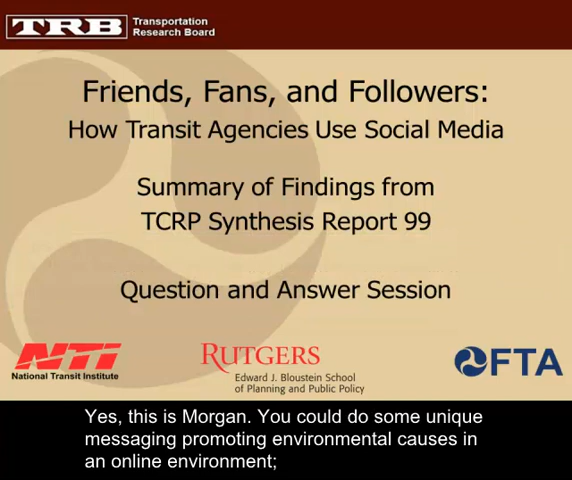 TRB
Transportation
Research Board
Friends, Fans, and Followers:
How Transit Agencies Use Social Media
Summary of Findings from
TCRP Synthesis Report 99
Question and Answer Session
NTI
National Transit Institute
RUTGERS
Edward J. Bloustein School
of Planning and Public Policy
FTA
Yes, this is Morgan. You could do some unique
messaging promoting environmental causes in
an online environment;